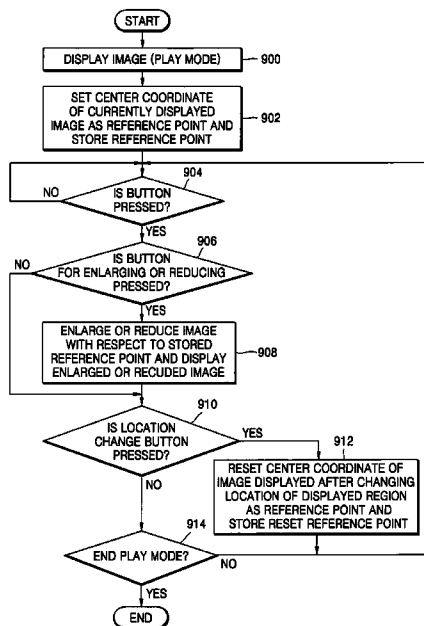 START
DISPLAY IMAGE (PLAY MODE)
900
SET CENTER COORDINATE
OF CURRENTLY DISPLAYED
IMAGE AS REFERENCE POINT AND
STORE REFERENCE POINT
902
904
NO
IS BUTTON
PRESSED?
YES
906
NO
IS BUTTON
FOR ENLARGING OR REDUCING
PRESSED?
YES
ENLARGE OR REDUCE IMAGE
WITH RESPECT TO STORED
REFERENCE POINT AND DISPLAY
ENLARGED OR RECUDED IMAGE
908
910
IS LOCATION
CHANGE BUTTON
PRESSED?
YES
912
NO
RESET CENTER COORDINATE OF
IMAGE DISPLAYED AFTER CHANGING
LOCATION OF DISPLAYED REGION
AS REFERENCE POINT AND
STORE RESET REFERENCE POINT
914
END PLAY MODE?
NO
YES
END